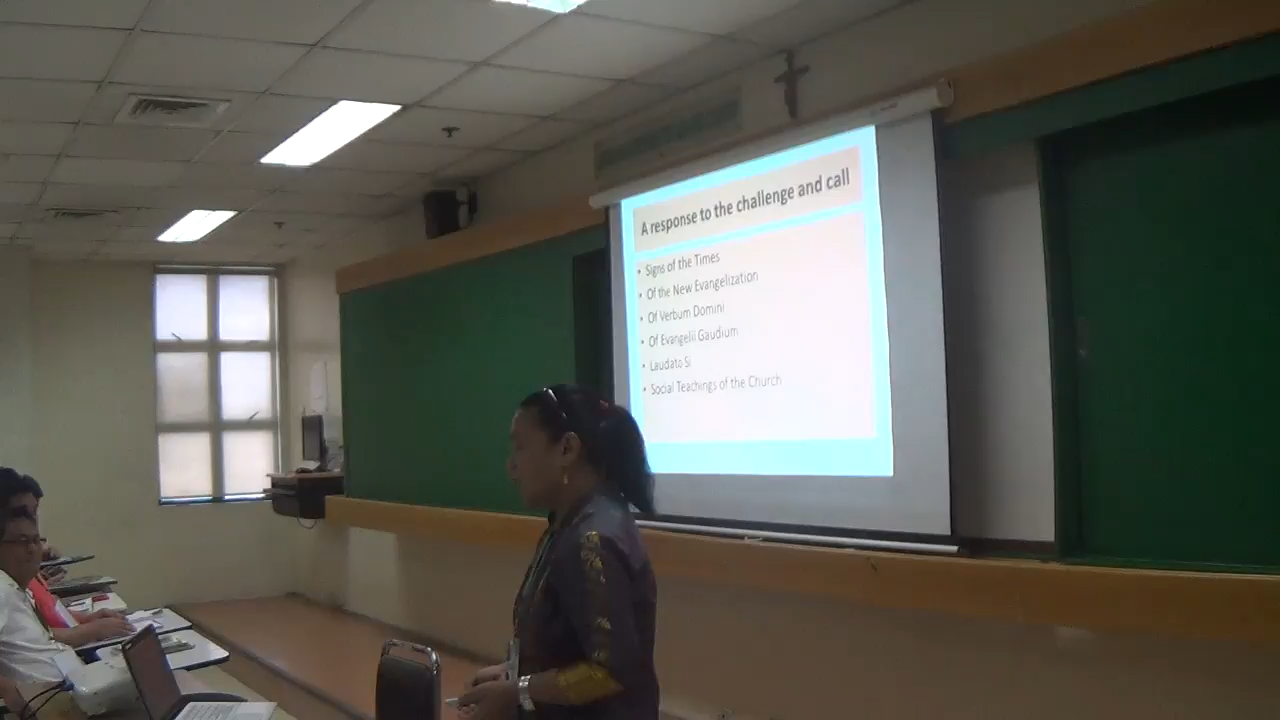 A response to the challenge and call
• Signs of the Times
• Of the New Evangelization
• Of Verbum Domini
• Of Evangelii Gaudium
• Laudato Si
• Social Teachings of the Church